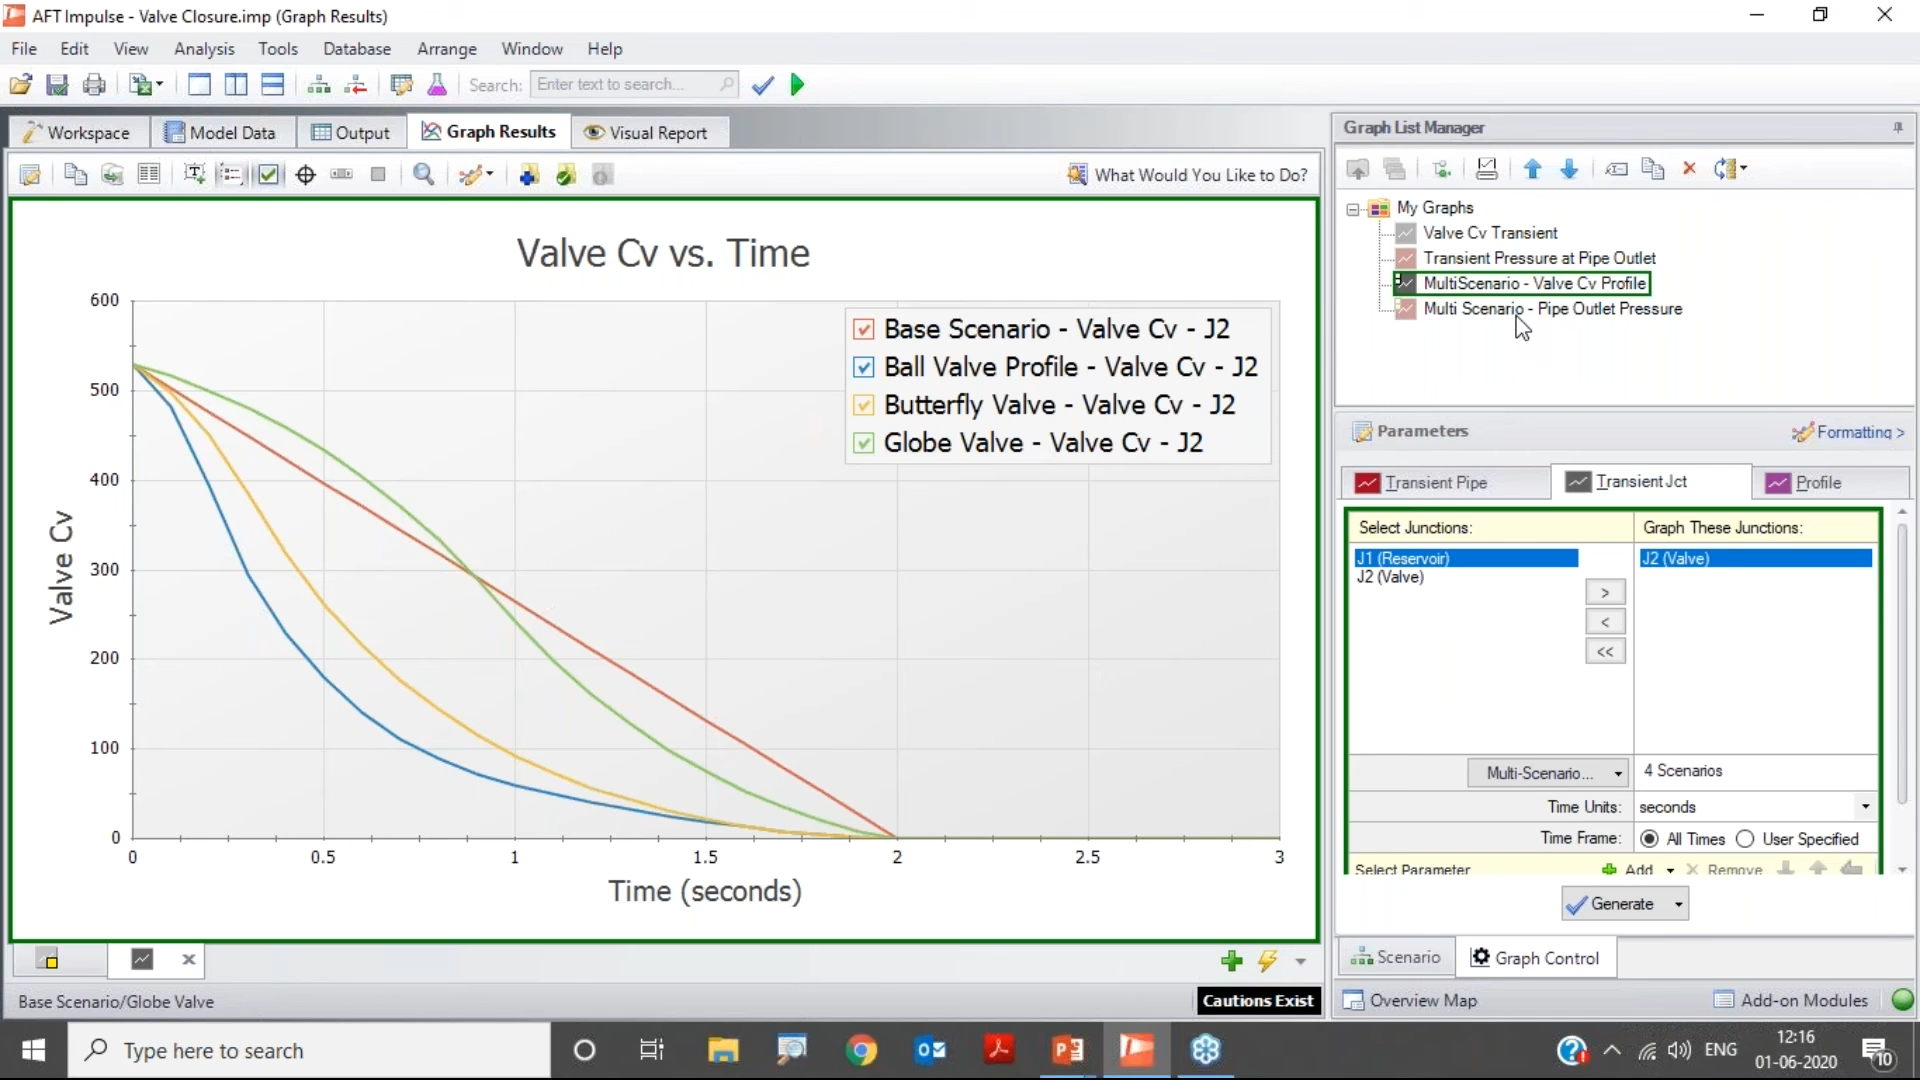 AFT Impulse - Valve Closure.imp (Graph Results)
File Edit View Analysis Tools Database Arrange Window Help
Search: Enter text to search...
Workspace Model Data Output Graph Results Visual Report
What Would You Like to Do?
Valve Cv vs. Time
600
500
400
300
200
100
0
Valve Cv
Base Scenario - Valve Cv - J2
Ball Valve Profile - Valve Cv - J2
Butterfly Valve - Valve Cv - J2
Globe Valve - Valve Cv - J2
0 0.5 1 1.5 2 2.5 3
Time (seconds)
Base Scenario/Globe Valve
Cautions Exist
Graph List Manager
My Graphs
Valve Cv Transient
Transient Pressure at Pipe Outlet
MultiScenario - Valve Cv Profile
Multi Scenario - Pipe Outlet Pressure
Parameters Formatting >
Transient Pipe Transient Jct Profile
Select Junctions: Graph These Junctions:
J1 (Reservoir) J2 (Valve)
J2 (Valve)
>
<
<<
Multi-Scenario... 4 Scenarios
Time Units: seconds
Time Frame: All Times User Specified
Select Parameter Add Remove
Generate
Scenario Graph Control
Overview Map Add-on Modules
Type here to search
ENG
12:16
01-06-2020
10